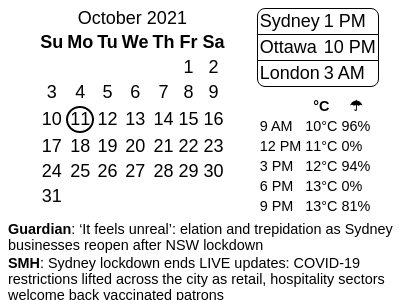 October 2021
Su Mo Tu We Th Fr Sa
1 2
3 4 5 6 7 8 9
10 11 12 13 14 15 16
17 18 19 20 21 22 23
24 25 26 27 28 29 30
31
Sydney 1 PM
Ottawa 10 PM
London 3 AM
°C ☂
9 AM 10°C 96%
12 PM 11°C 0%
3 PM 12°C 94%
6 PM 13°C 0%
9 PM 13°C 81%
Guardian: ‘It feels unreal’: elation and trepidation as Sydney
businesses reopen after NSW lockdown
SMH: Sydney lockdown ends LIVE updates: COVID-19
restrictions lifted across the city as retail, hospitality sectors
welcome back vaccinated patrons